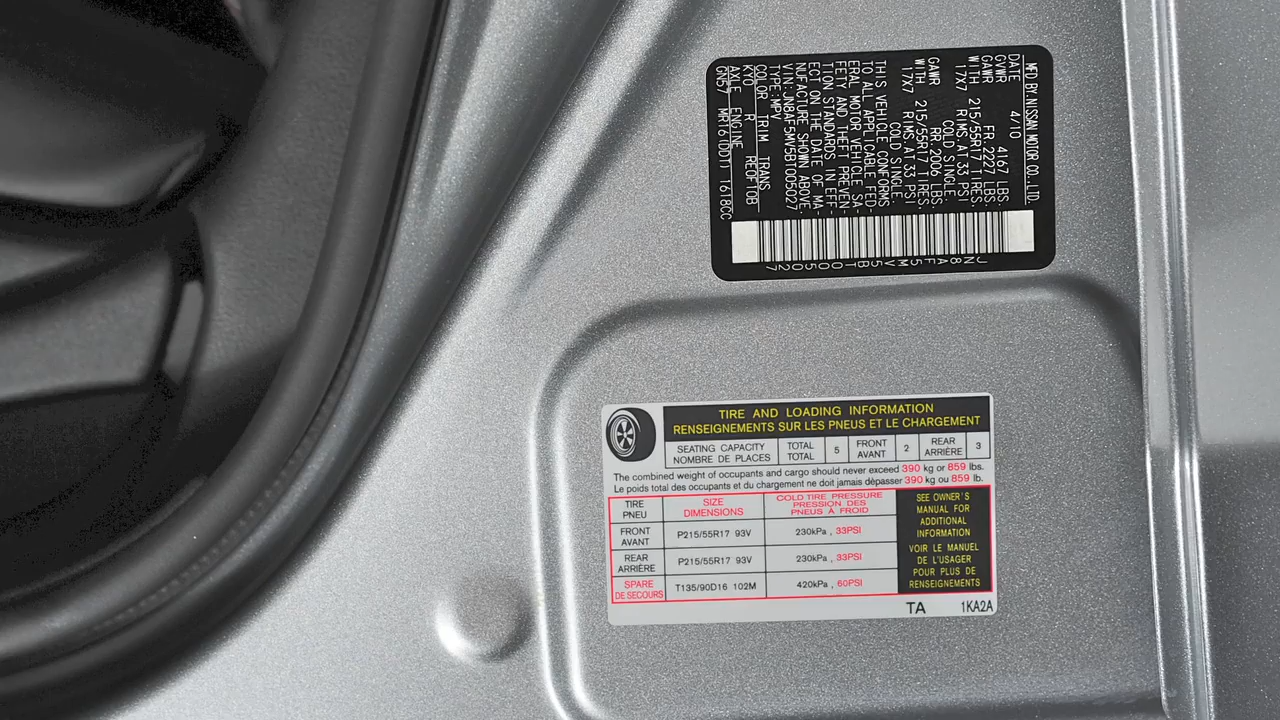 MFD BY:NISSAN MOTOR CO.,LTD.
DATE 4/10
GVWR 4167 LBS.
GAWR FR.2227 LBS.
WITH 215/55R17 TIRES.
17X7 RIMS.AT 33 PSI
COLD SINGLE.
GAWR RR.2006 LBS.
WITH 215/55R17 TIRES.
17X7 RIMS.AT 33 PSI
COLD SINGLE.
THIS VEHICLE CONFORMS
TO ALL APPLICABLE FED-
ERAL MOTOR VEHICLE SA-
FETY AND THEFT PREVEN-
TION STANDARDS IN EFF-
ECT ON THE DATE OF MA-
NUFACTURE SHOWN ABOVE.
VIN:JN8AF5MV5BT005027
TYPE:MPV
COLOR TRIM TRANS
KY0 R RE0F10B
AXLE ENGINE
GN57 MR16(DDT) 1618CC
JN8AF5MV5BT005027
TIRE AND LOADING INFORMATION
RENSEIGNEMENTS SUR LES PNEUS ET LE CHARGEMENT
SEATING CAPACITY TOTAL 5 FRONT 2 REAR 3
NOMBRE DE PLACES TOTAL AVANT ARRIÈRE
The combined weight of occupants and cargo should never exceed 390 kg or 859 lbs.
Le poids total des occupants et du chargement ne doit jamais dépasser 390 kg ou 859 lb.
TIRE SIZE COLD TIRE PRESSURE
PNEU DIMENSIONS PRESSION DES
PNEUS À FROID
FRONT
AVANT P215/55R17 93V 230kPa , 33PSI
REAR
ARRIÈRE P215/55R17 93V 230kPa , 33PSI
SPARE
DE SECOURS T135/90D16 102M 420kPa , 60PSI
SEE OWNER'S
MANUAL FOR
ADDITIONAL
INFORMATION
VOIR LE MANUEL
DE L'USAGER
POUR PLUS DE
RENSEIGNEMENTS
TA 1KA2A